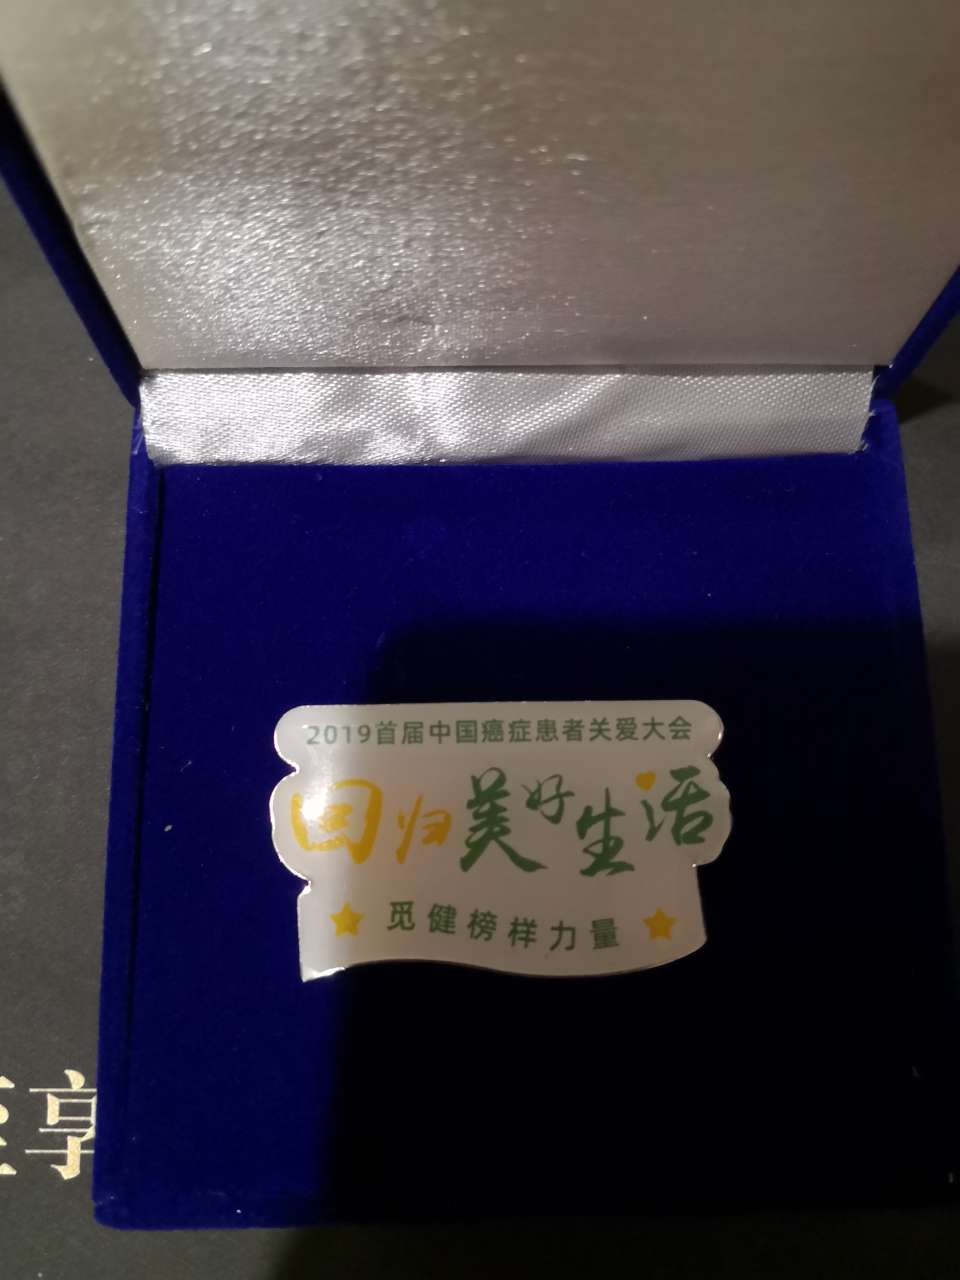 2019首届中国癌症患者关爱大会
回归美好生活
觅健榜样力量
享